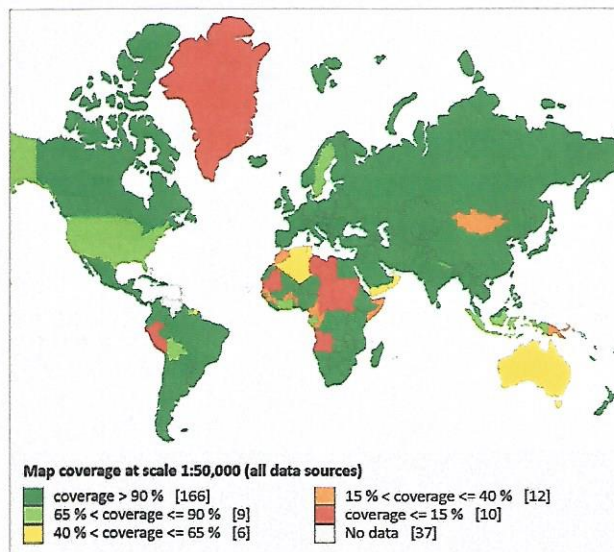 Map coverage at scale 1:50,000 (all data sources)
coverage > 90 % [166]
65 % < coverage <= 90 % [9]
40 % < coverage <= 65 % [6]
15 % < coverage <= 40 % [12]
coverage <= 15 % [10]
No data [37]